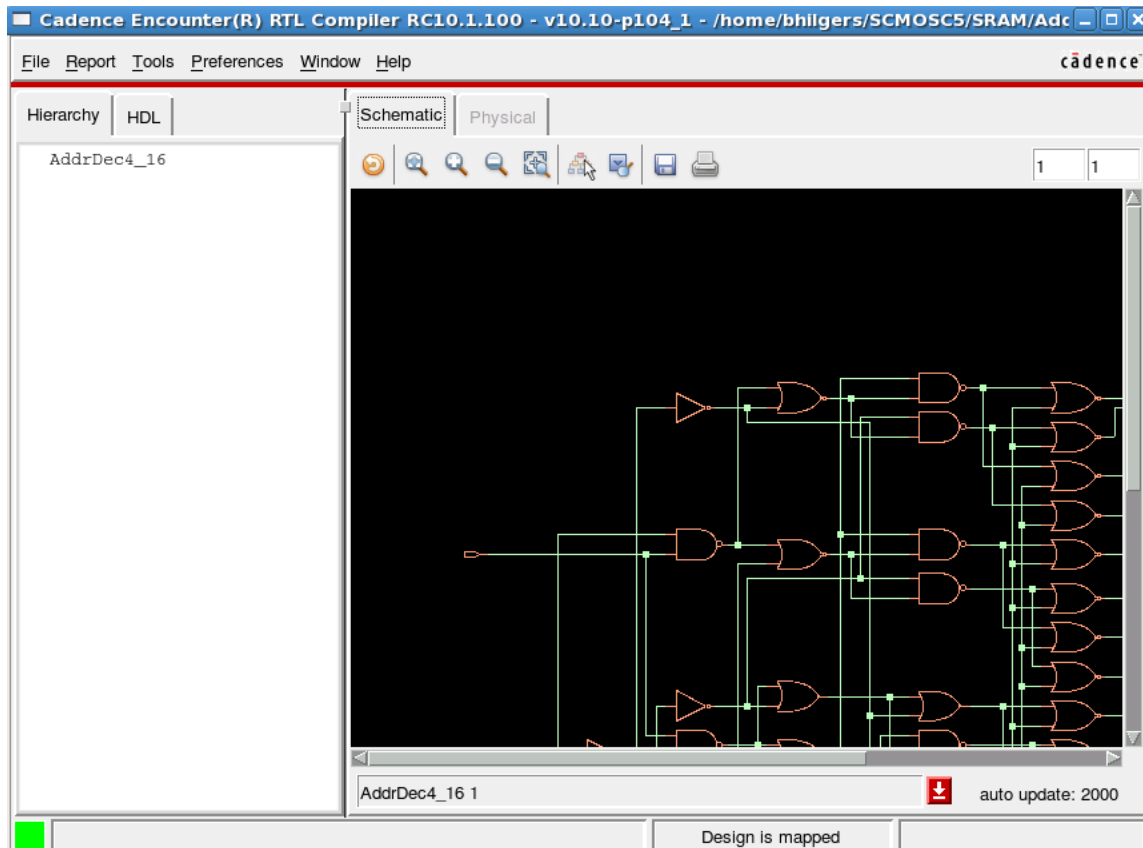 Cadence Encounter(R) RTL Compiler RC10.1.100 - v10.10-p104_1 - /home/bhilgers/SCMOSC5/SRAM/Add
File Report Tools Preferences Window Help
cādence
Hierarchy HDL
Schematic Physical
AddrDec4_16
1 1
AddrDec4_16 1
auto update: 2000
Design is mapped